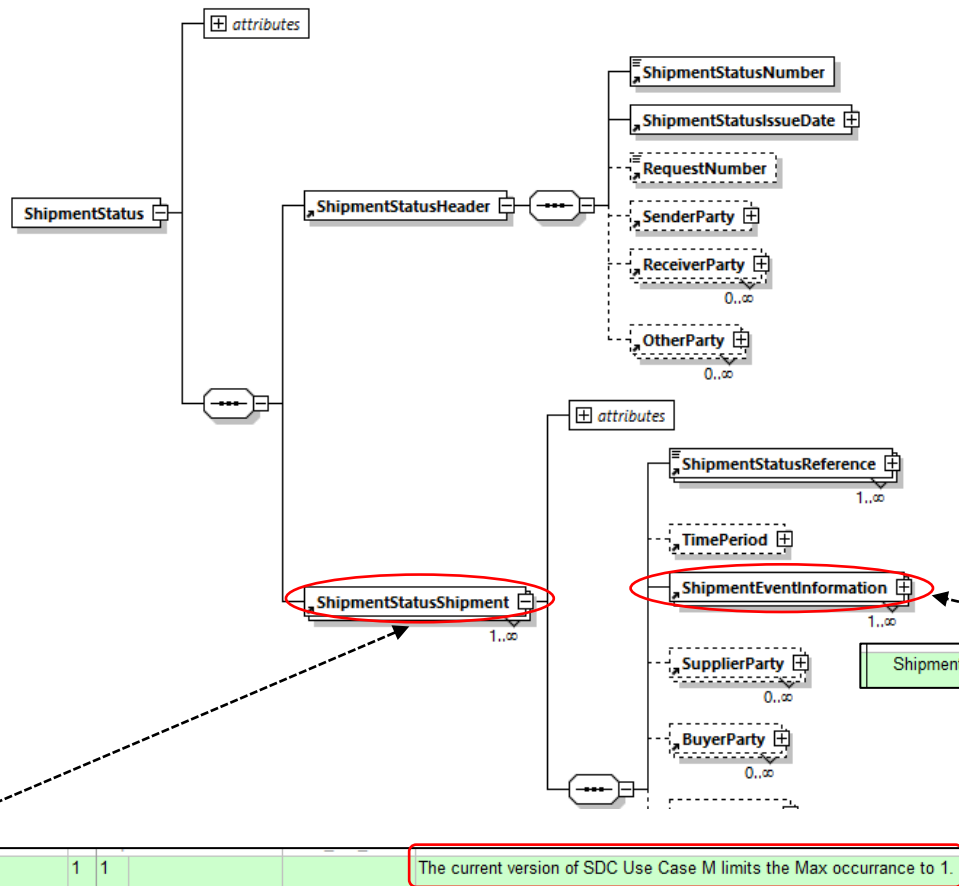 attributes
ShipmentStatusNumber
ShipmentStatusIssueDate
RequestNumber
ShipmentStatus
ShipmentStatusHeader
SenderParty
ReceiverParty
0..∞
OtherParty
0..∞
attributes
ShipmentStatusReference
1..∞
TimePeriod
ShipmentEventInformation
ShipmentStatusShipment
1..∞
1..∞
SupplierParty
Shipment
0..∞
BuyerParty
0..∞
1 1 The current version of SDC Use Case M limits the Max occurrance to 1.